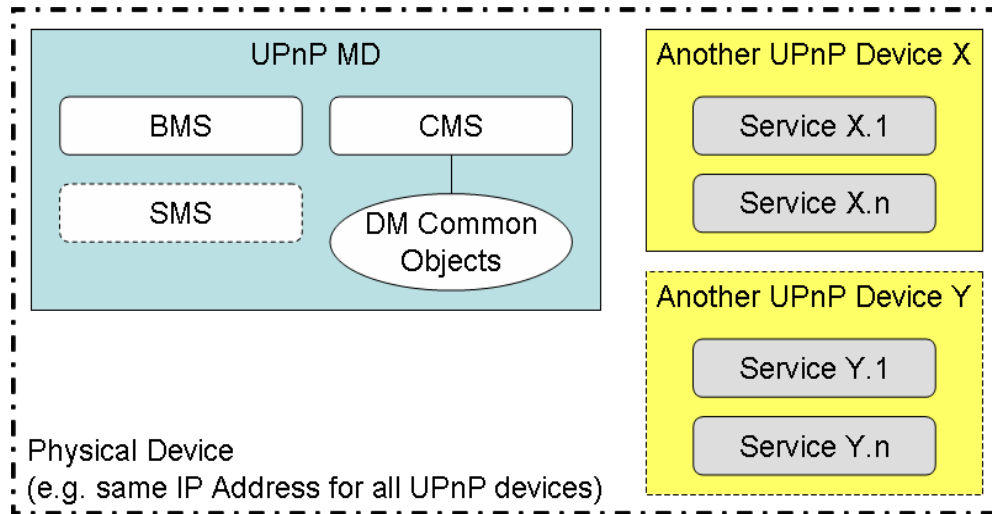 UPnP MD
BMS
CMS
SMS
DM Common
Objects
Another UPnP Device X
Service X.1
Service X.n
Another UPnP Device Y
Service Y.1
Service Y.n
Physical Device
(e.g. same IP Address for all UPnP devices)